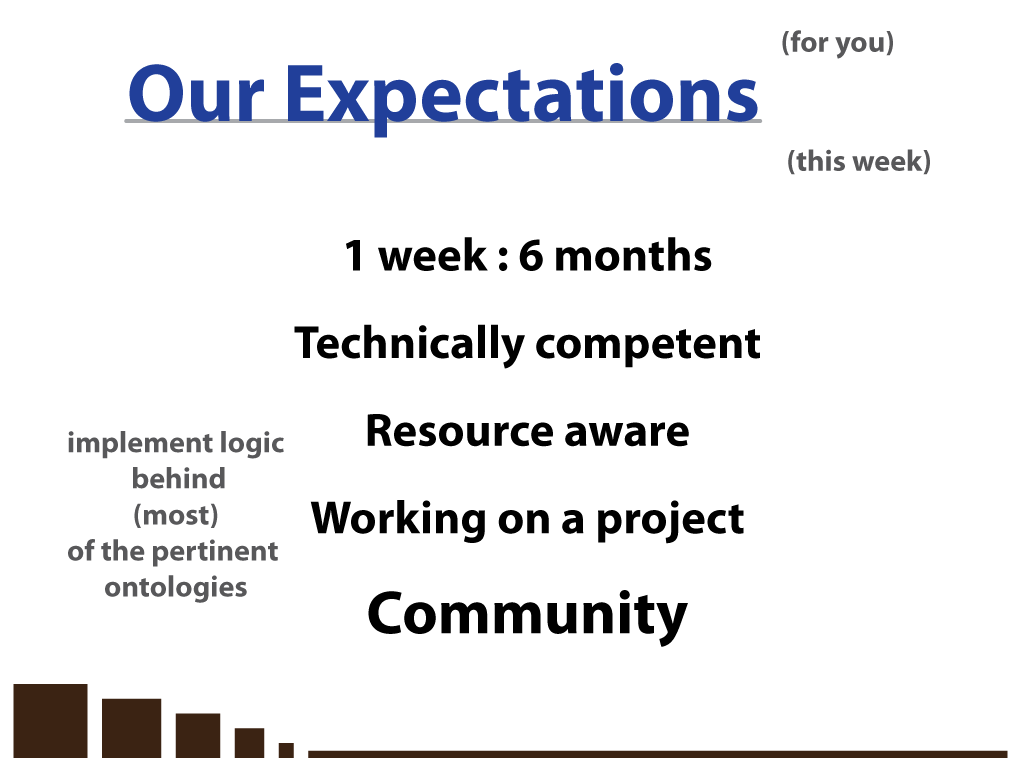 (for you)
Our Expectations
(this week)
1 week : 6 months
Technically competent
Resource aware
Working on a project
Community
implement logic
behind
(most)
of the pertinent
ontologies